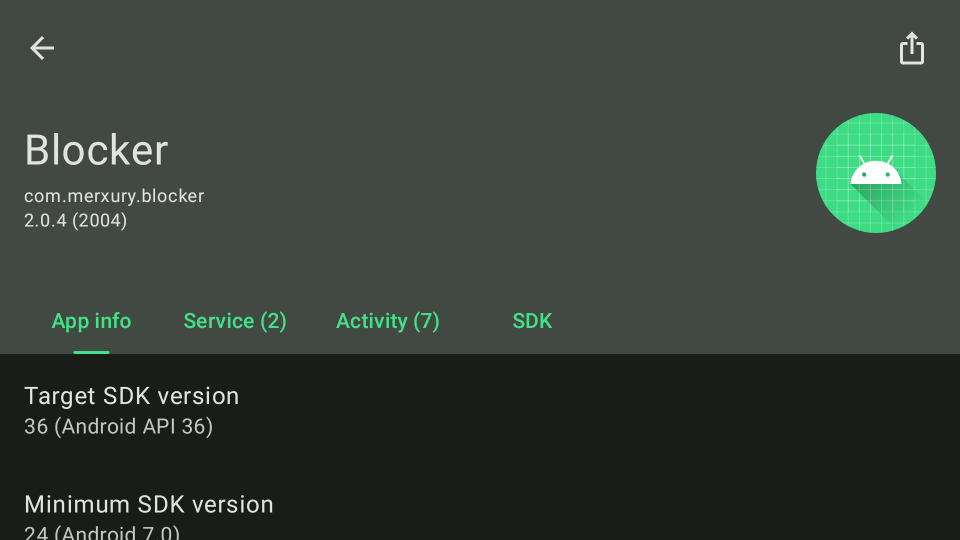 Blocker
com.merxury.blocker
2.0.4 (2004)
App info
Service (2)
Activity (7)
SDK
Target SDK version
36 (Android API 36)
Minimum SDK version
24 (Android 7.0)